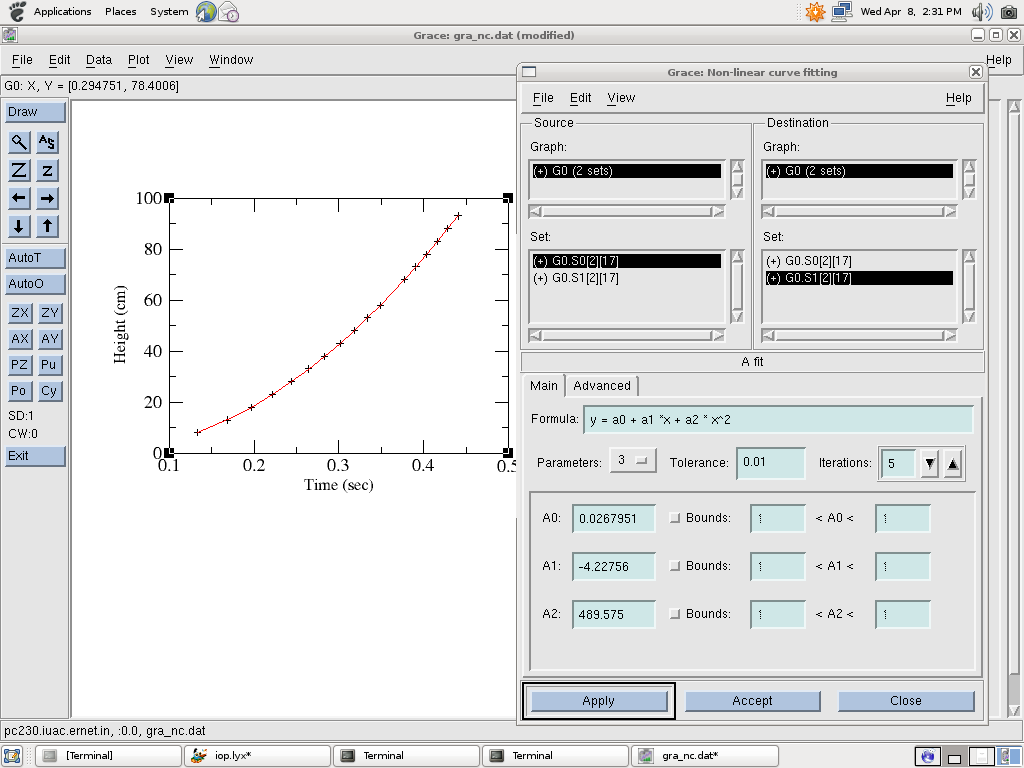 Applications Places System Wed Apr 8, 2:31 PM
Grace: gra_nc.dat (modified)
File Edit Data Plot View Window Help
G0: X, Y = [0.294751, 78.4006]
Draw
Z z
AutoT
AutoO
ZX ZY
AX AY
PZ Pu
Po Cy
SD:1
CW:0
Exit
100
80
60
40
20
0
Height (cm)
0.1 0.2 0.3 0.4 0.5
Time (sec)
Grace: Non-linear curve fitting
File Edit View Help
Source Destination
Graph: Graph:
(+) G0 (2 sets) (+) G0 (2 sets)
Set: Set:
(+) G0.S0[2][17] (+) G0.S0[2][17]
(+) G0.S1[2][17] (+) G0.S1[2][17]
A fit
Main Advanced
Formula: y = a0 + a1 *x + a2 * x^2
Parameters: 3 Tolerance: 0.01 Iterations: 5
A0: 0.0267951 Bounds: < A0 <
A1: -4.22756 Bounds: < A1 <
A2: 489.575 Bounds: < A2 <
Apply Accept Close
pc230.iuac.ernet.in, :0.0, gra_nc.dat
[Terminal] iop.lyx* Terminal Terminal gra_nc.dat*